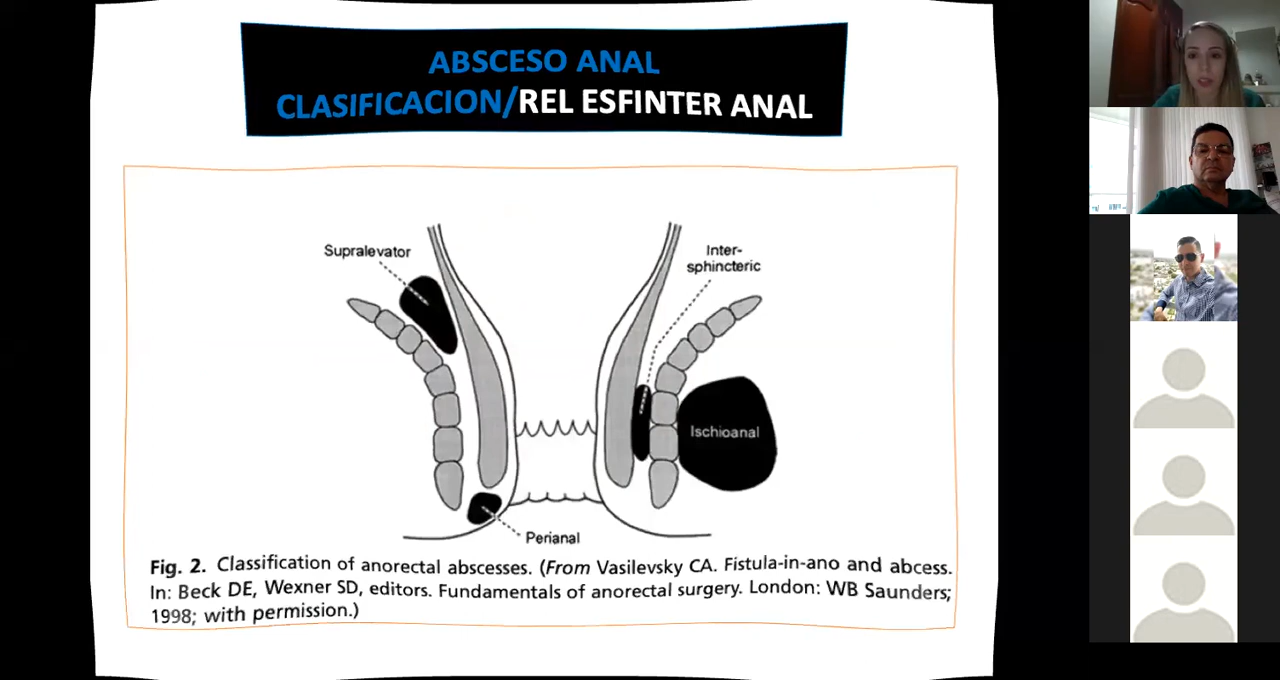 ABSCESO ANAL
CLASIFICACION/REL ESFINTER ANAL
Supralevator
Inter-
sphincteric
Ischioanal
Perianal
Fig. 2. Classification of anorectal abscesses. (From Vasilevsky CA. Fistula-in-ano and abcess.
In: Beck DE, Wexner SD, editors. Fundamentals of anorectal surgery. London: WB Saunders;
1998; with permission.)